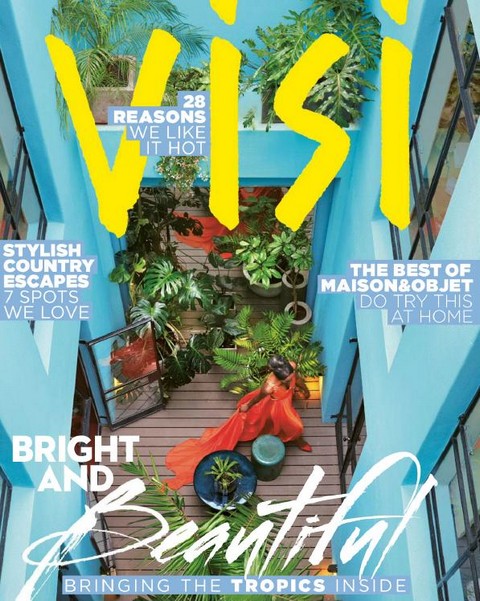 VISI
28
REASONS
WE LIKE
IT HOT
STYLISH
COUNTRY
ESCAPES
7 SPOTS
WE LOVE
THE BEST OF
MAISON&OBJET
DO TRY THIS
AT HOME
BRIGHT
AND
Beautiful
BRINGING THE TROPICS INSIDE